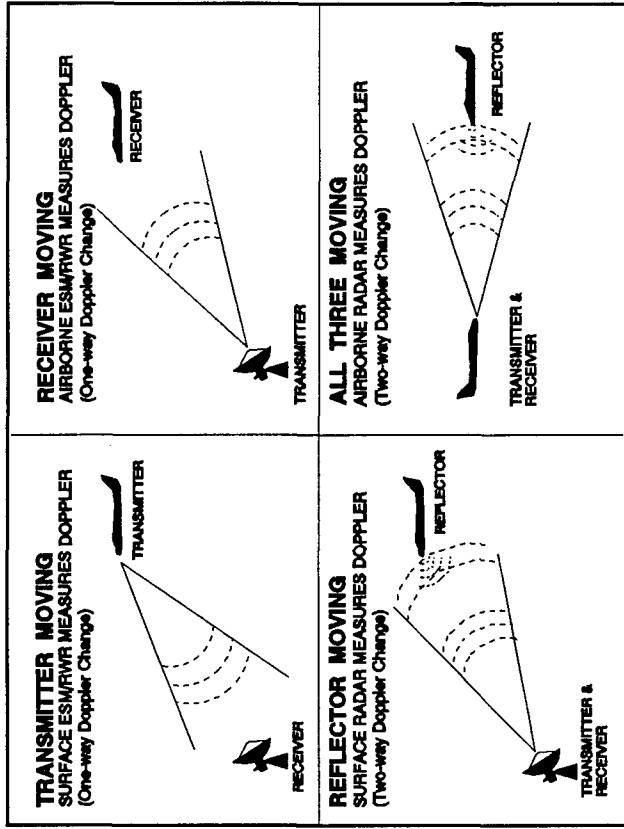 TRANSMITTER MOVING
SURFACE ESM/RWR MEASURES DOPPLER
(One-way Doppler Change)
TRANSMITTER
RECEIVER
RECEIVER MOVING
AIRBORNE ESM/RWR MEASURES DOPPLER
(One-way Doppler Change)
RECEIVER
TRANSMITTER
REFLECTOR MOVING
SURFACE RADAR MEASURES DOPPLER
(Two-way Doppler Change)
REFLECTOR
TRANSMITTER &
RECEIVER
ALL THREE MOVING
AIRBORNE RADAR MEASURES DOPPLER
(Two-way Doppler Change)
TRANSMITTER &
RECEIVER
REFLECTOR